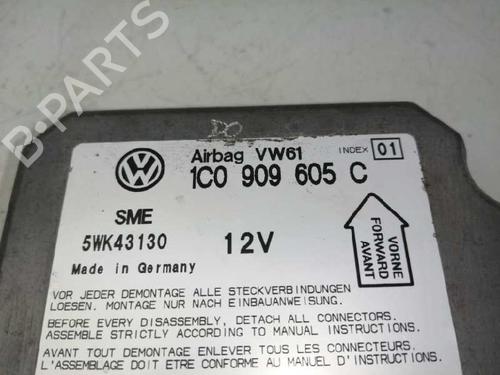 B-PARTS
Airbag VW61 INDEX 01
1C0 909 605 C
SME
5WK43130 12V
Made in Germany
VORNE
FORWARD
AVANT
VOR JEDER DEMONTAGE ALLE STECKVERBINDUNGEN
LOESEN. MONTAGE NUR NACH EINBAUANWEISUNG.
BEFORE EVERY DISASSEMBLY, DETACH ALL CONNECTORS.
ASSEMBLE STRICTLY ACCORDING TO MANUAL INSTRUCTIONS.
AVANT TOUT DEMONTAGE ENLEVER TOUS LES CONNECTEURS.
L'ASSEMBLAGE DOIT ETRE CONFORME AU MANUEL D'INSTRUCTIONS.